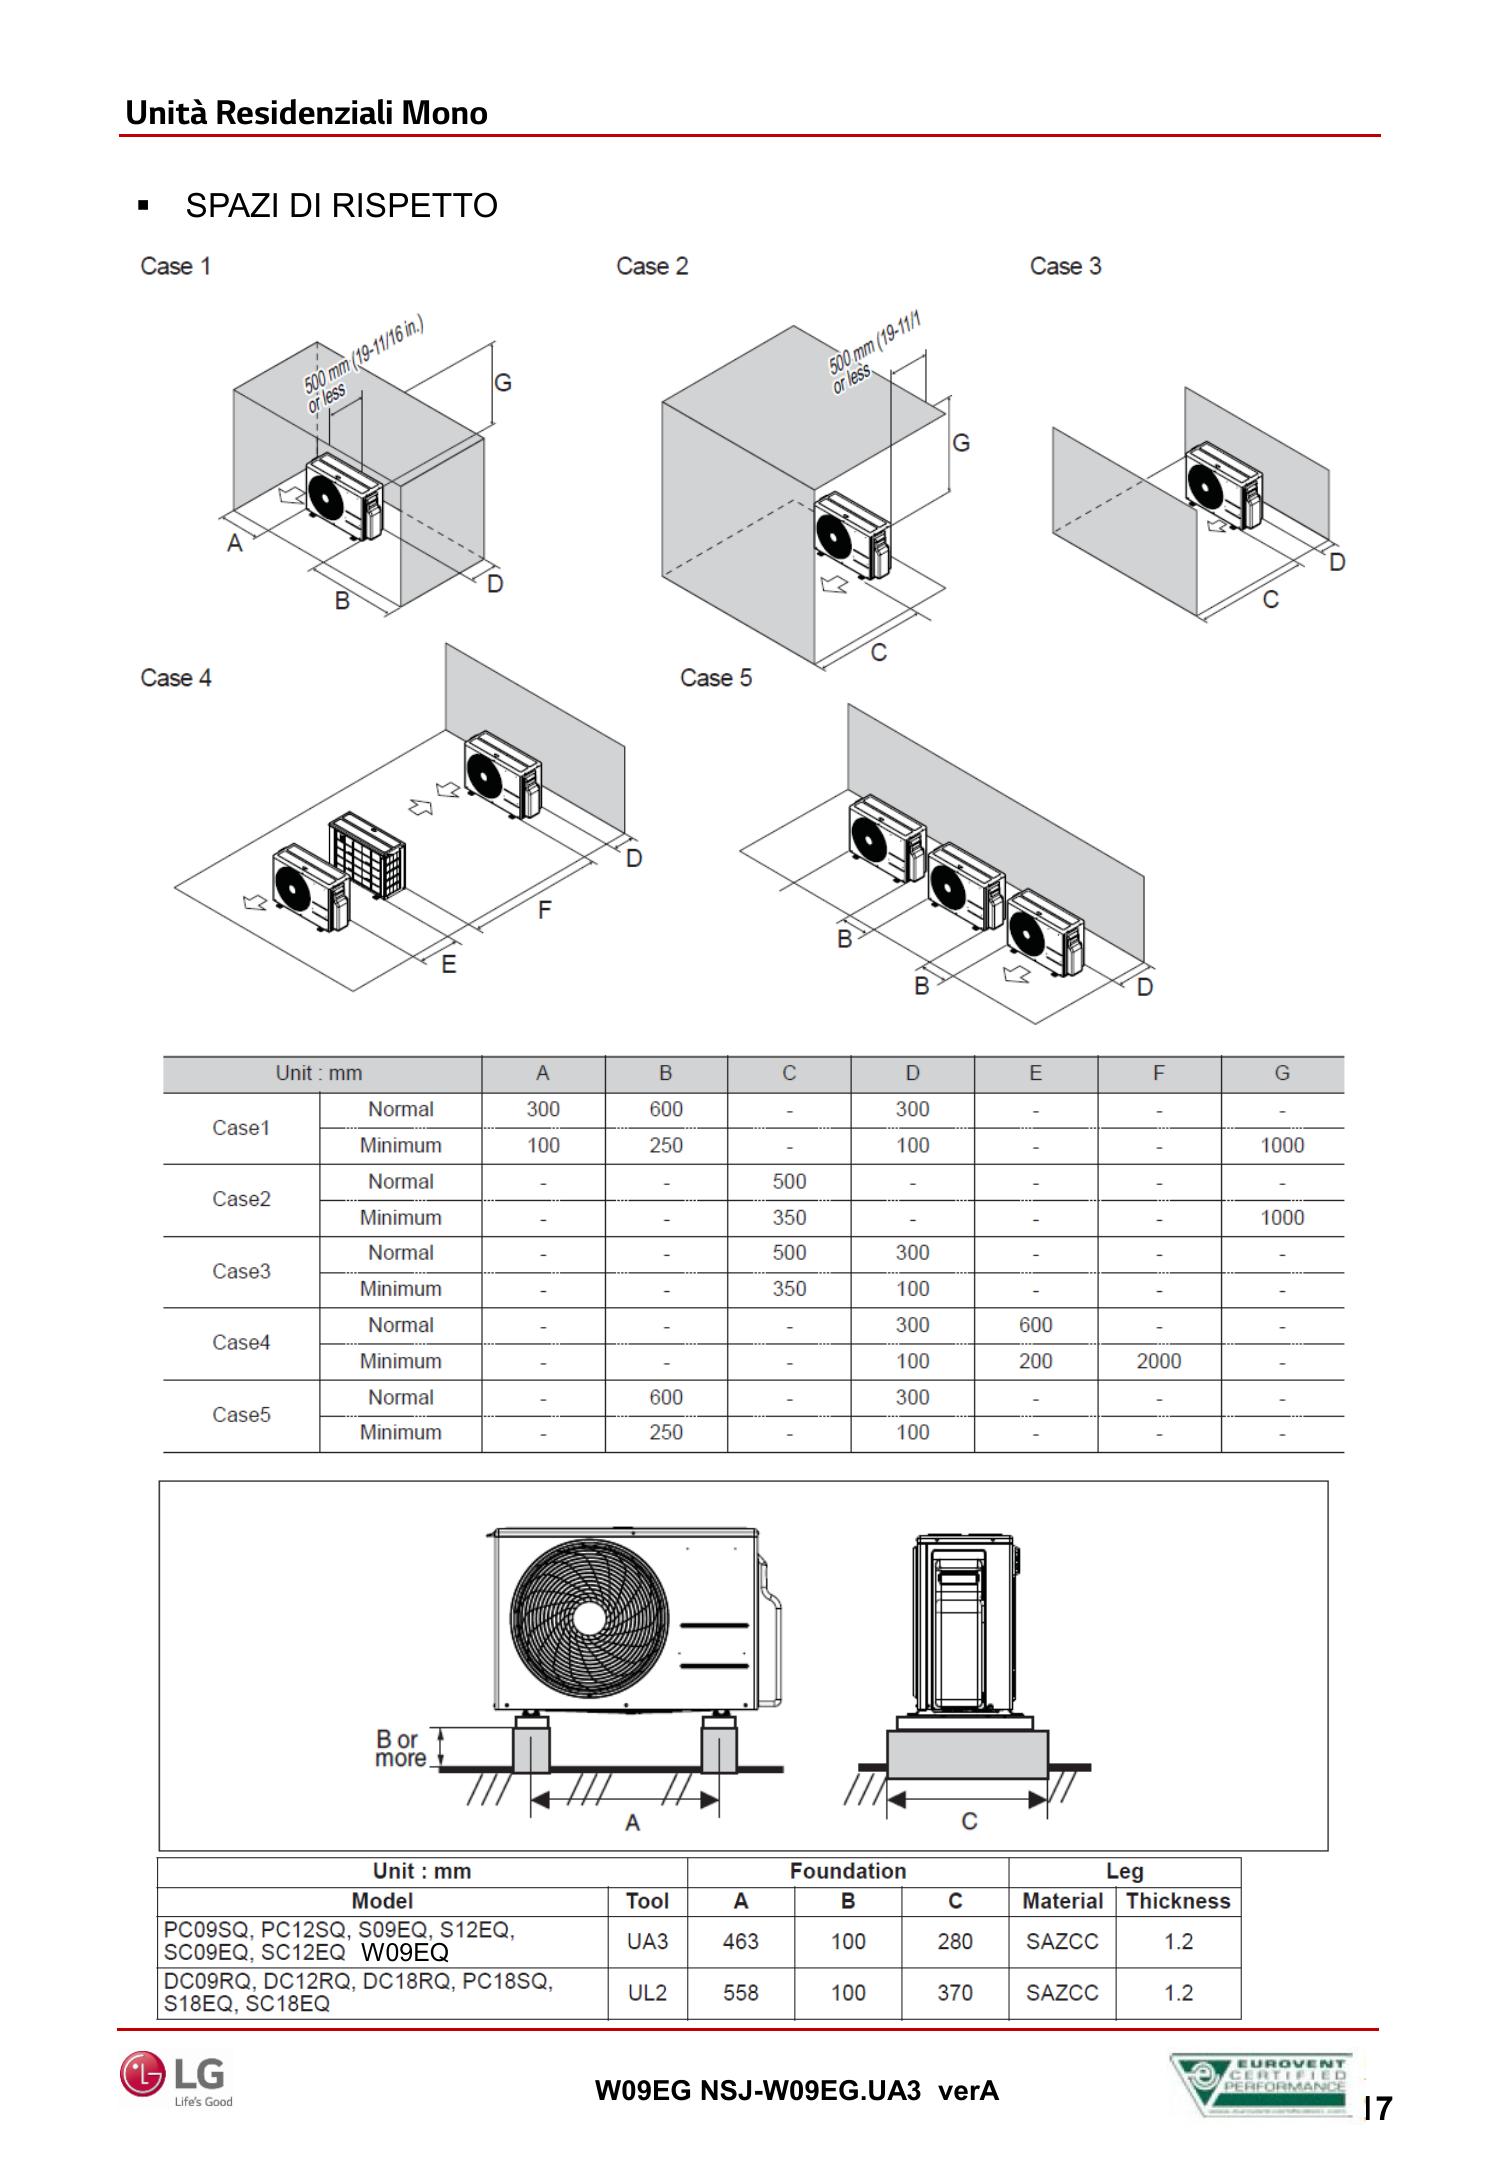 Unità Residenziali Mono
▪ SPAZI DI RISPETTO
Case 1
Case 2
Case 3
500 mm (19-11/16 in.)
or less
G
A
B
D
500 mm (19-11/1
or less
G
C
D
C
Case 4
Case 5
D
F
E
B
B
D
Unit : mm A B C D E F G
Case1 Normal 300 600 - 300 - - -
Minimum 100 250 - 100 - - 1000
Case2 Normal - - 500 - - - -
Minimum - - 350 - - - 1000
Case3 Normal - - 500 300 - - -
Minimum - - 350 100 - - -
Case4 Normal - - - 300 600 - -
Minimum - - - 100 200 2000 -
Case5 Normal - 600 - 300 - - -
Minimum - 250 - 100 - - -
B or
more
A
C
Unit : mm Foundation Leg
Model Tool A B C Material Thickness
PC09SQ, PC12SQ, S09EQ, S12EQ,
SC09EQ, SC12EQ W09EQ UA3 463 100 280 SAZCC 1.2
DC09RQ, DC12RQ, DC18RQ, PC18SQ,
S18EQ, SC18EQ UL2 558 100 370 SAZCC 1.2
LG
Life's Good
W09EG NSJ-W09EG.UA3 verA
EUROVENT
CERTIFIED
PERFORMANCE
17